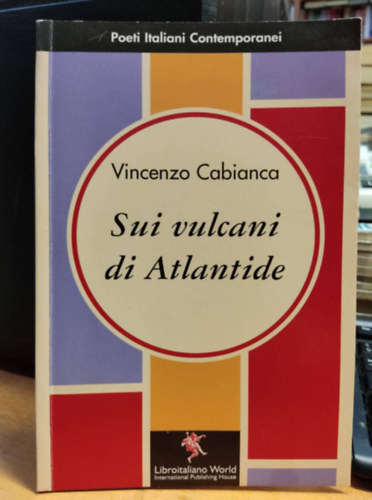 Poeti Italiani Contemporanei
Vincenzo Cabianca
Sui vulcani
di Atlantide
Libroitaliano World
International Publishing House